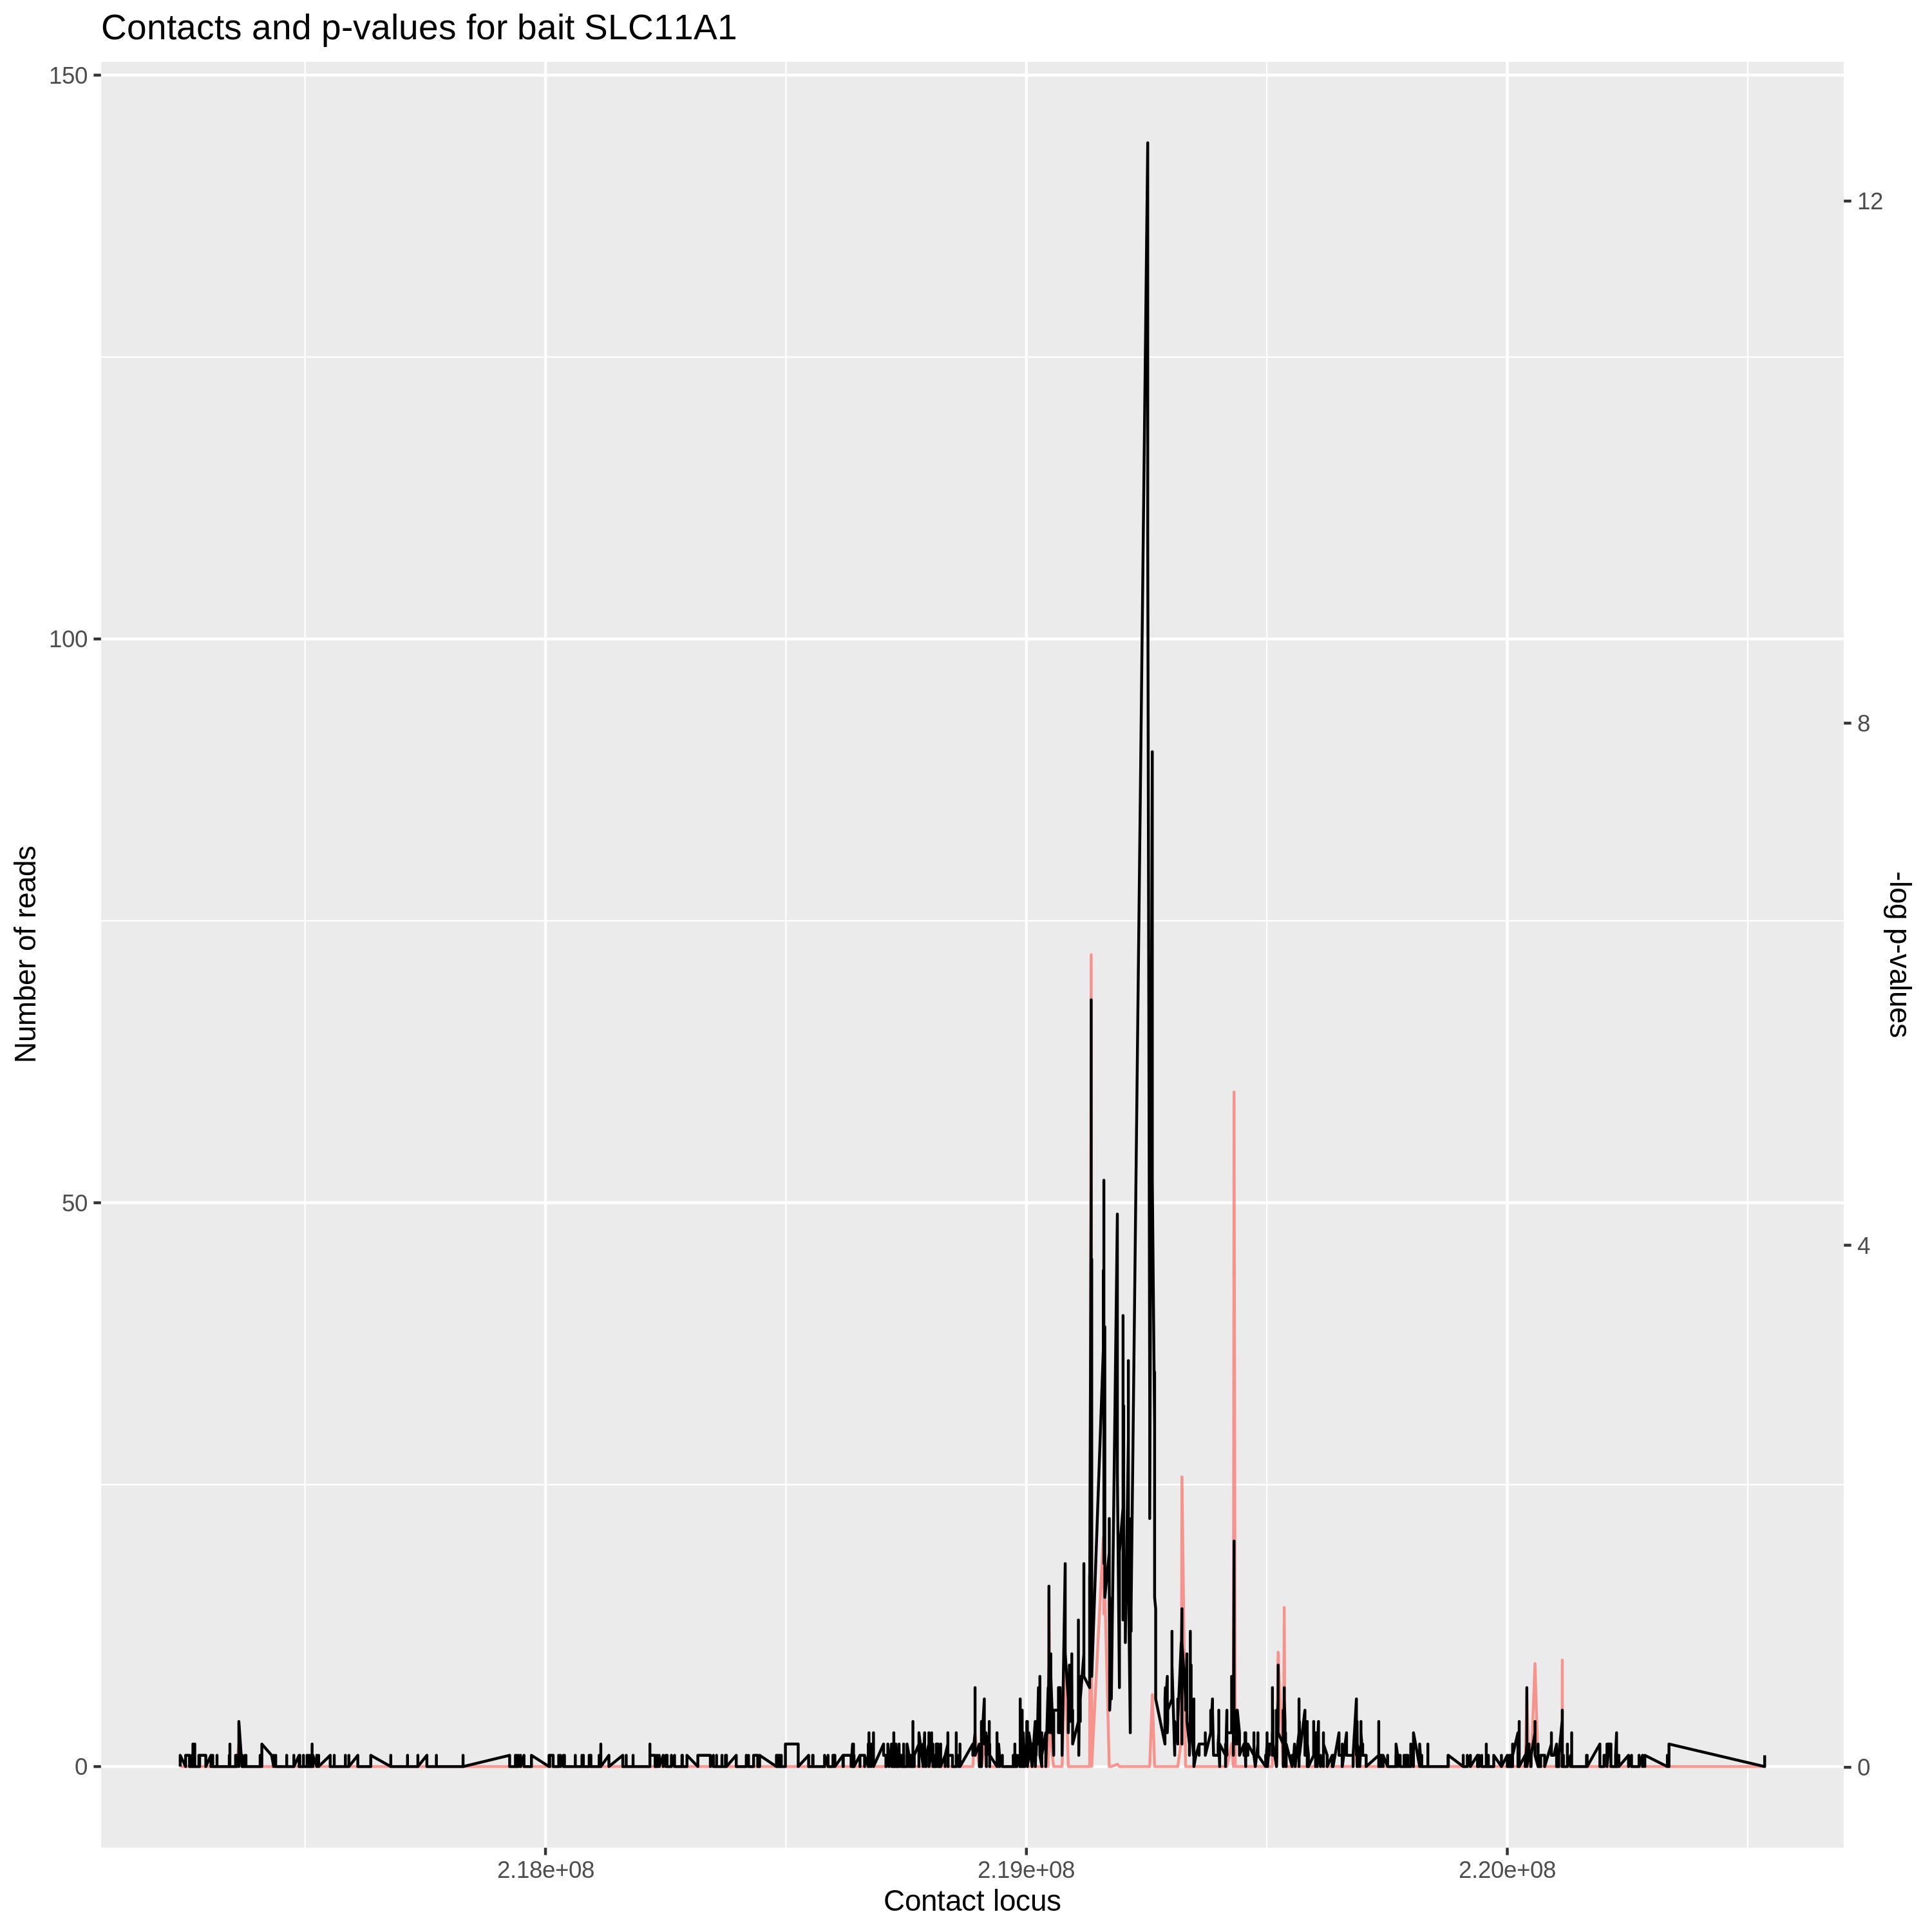 Contacts and p-values for bait SLC11A1
150
100
50
0
12
8
4
0
Number of reads
-log p-values
2.18e+08
2.19e+08
2.20e+08
Contact locus